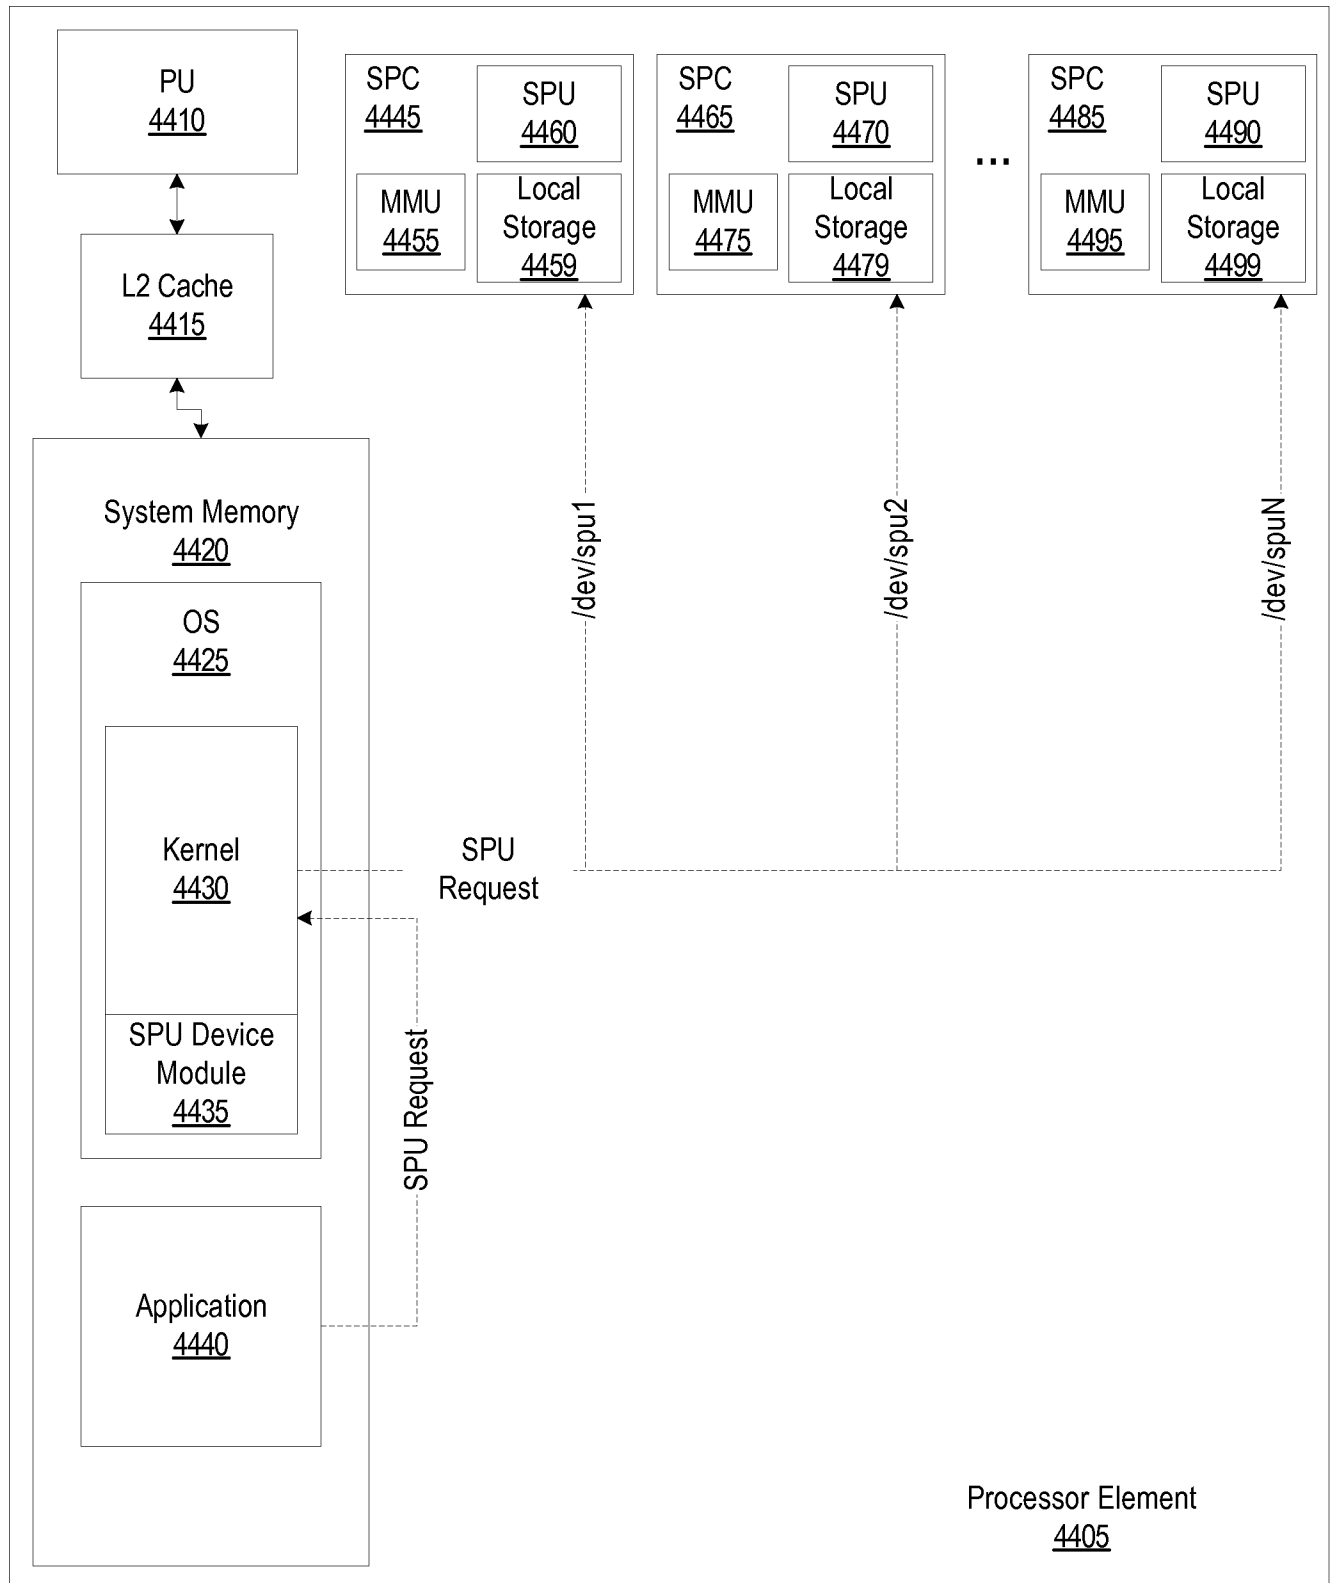 PU
4410
SPC
4445
SPU
4460
MMU
4455
Local
Storage
4459
SPC
4465
SPU
4470
MMU
4475
Local
Storage
4479
...
SPC
4485
SPU
4490
MMU
4495
Local
Storage
4499
L2 Cache
4415
System Memory
4420
OS
4425
Kernel
4430
SPU Device
Module
4435
Application
4440
SPU
Request
SPU Request
/dev/spu1
/dev/spu2
/dev/spuN
Processor Element
4405